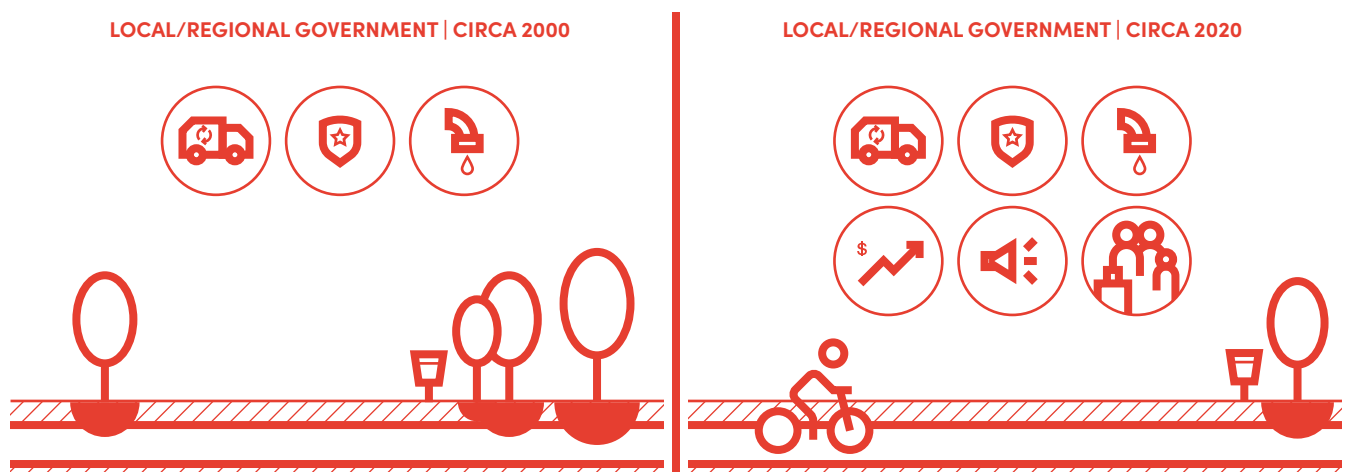 LOCAL/REGIONAL GOVERNMENT | CIRCA 2000
LOCAL/REGIONAL GOVERNMENT | CIRCA 2020
$